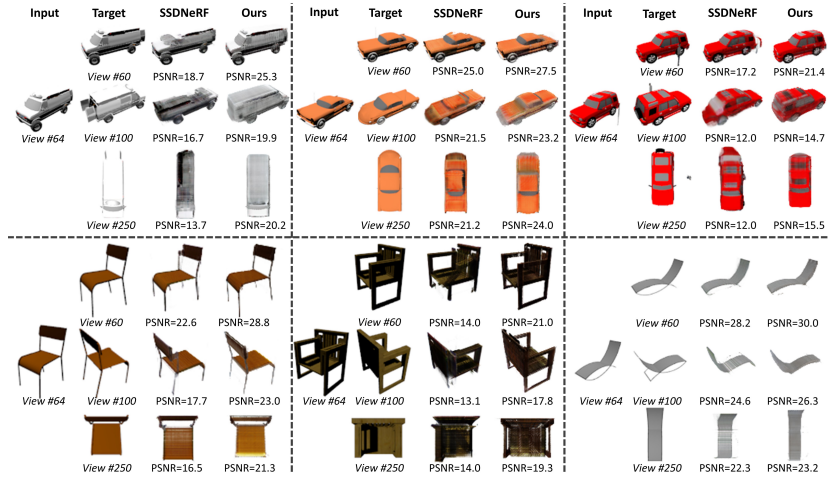 Input Target SSDNeRF Ours Input Target SSDNeRF Ours Input Target SSDNeRF Ours
View #60 PSNR=18.7 PSNR=25.3 View #60 PSNR=25.0 PSNR=27.5 View #60 PSNR=17.2 PSNR=21.4
View #64 View #100 PSNR=16.7 PSNR=19.9 View #64 View #100 PSNR=21.5 PSNR=23.2 View #64 View #100 PSNR=12.0 PSNR=14.7
View #250 PSNR=13.7 PSNR=20.2 View #250 PSNR=21.2 PSNR=24.0 View #250 PSNR=12.0 PSNR=15.5
View #60 PSNR=22.6 PSNR=28.8 View #60 PSNR=14.0 PSNR=21.0 View #60 PSNR=28.2 PSNR=30.0
View #64 View #100 PSNR=17.7 PSNR=23.0 View #64 View #100 PSNR=13.1 PSNR=17.8 View #64 View #100 PSNR=24.6 PSNR=26.3
View #250 PSNR=16.5 PSNR=21.3 View #250 PSNR=14.0 PSNR=19.3 View #250 PSNR=22.3 PSNR=23.2